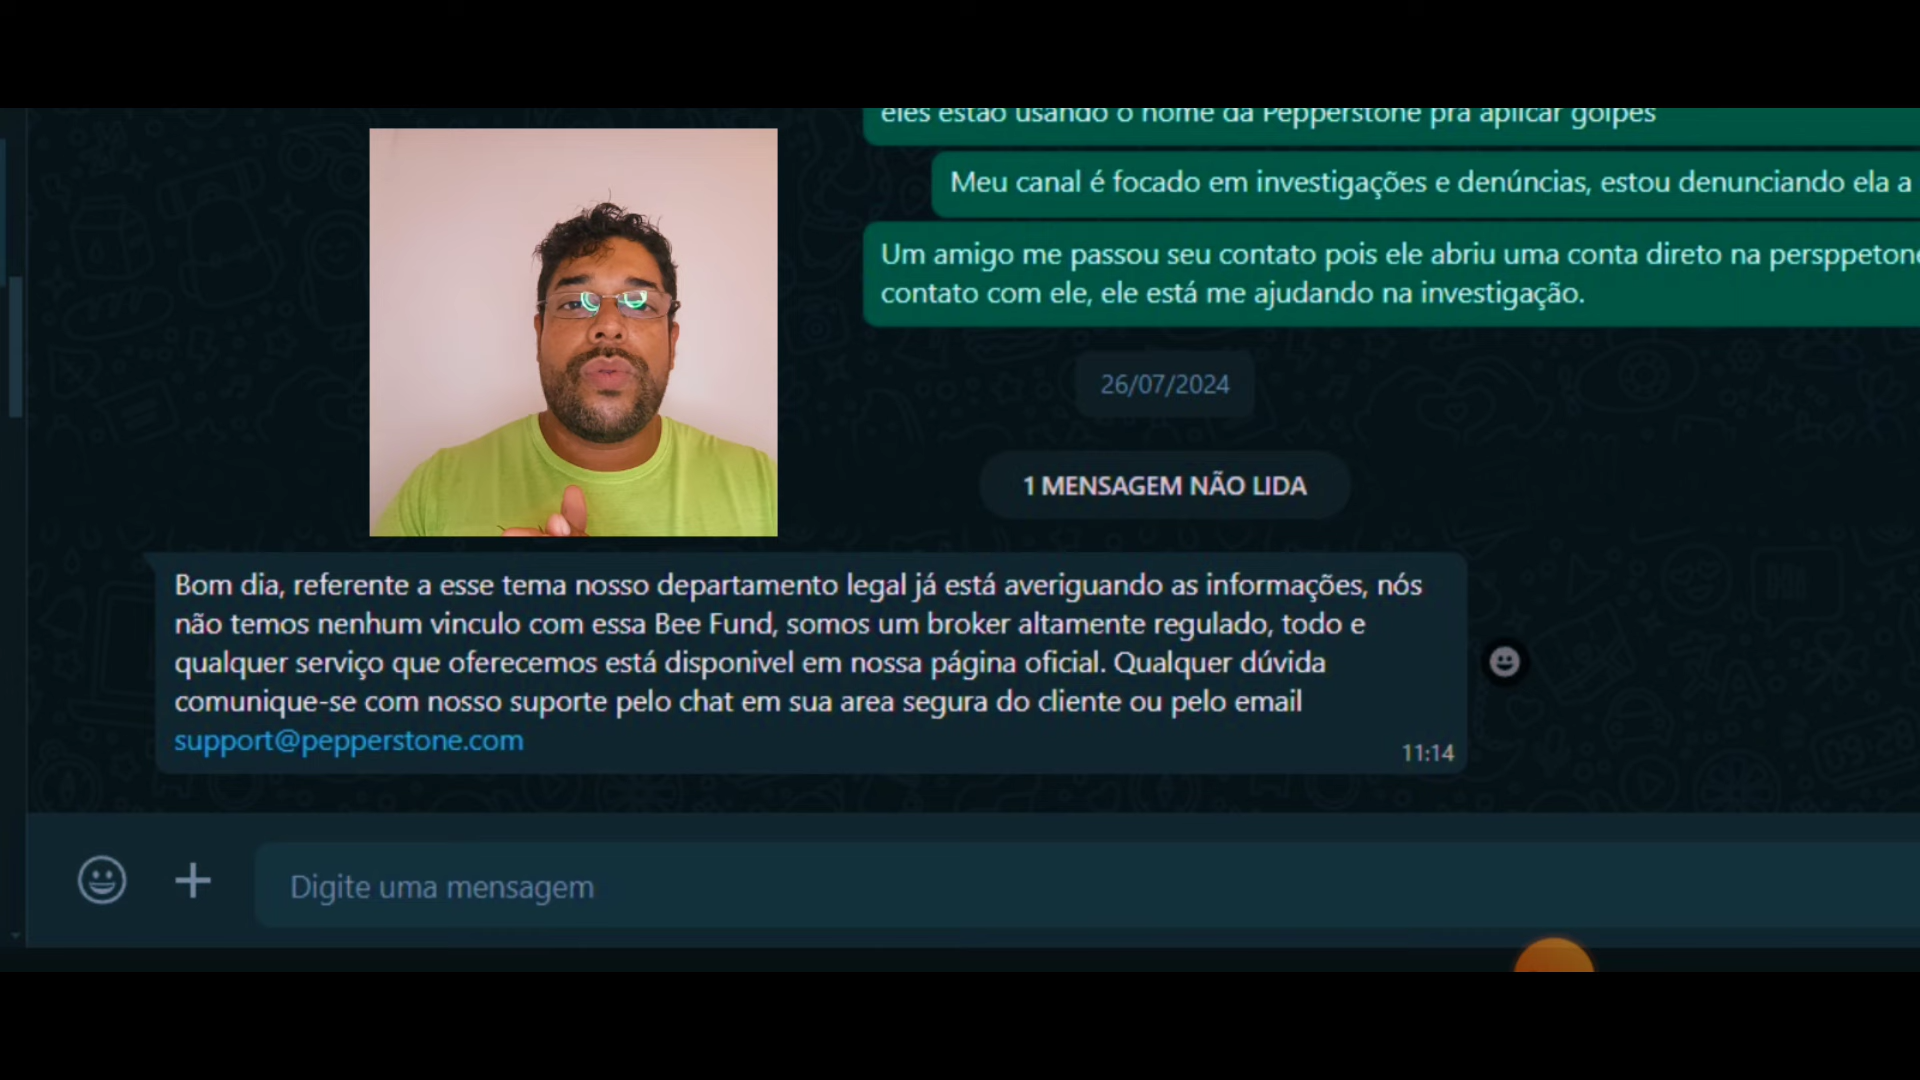 eles estão usando o nome da Pepperstone pra aplicar golpes
Meu canal é focado em investigações e denúncias, estou denunciando ela a
Um amigo me passou seu contato pois ele abriu uma conta direto na persppetone
contato com ele, ele está me ajudando na investigação.
26/07/2024
1 MENSAGEM NÃO LIDA
Bom dia, referente a esse tema nosso departamento legal já está averiguando as informações, nós
não temos nenhum vinculo com essa Bee Fund, somos um broker altamente regulado, todo e
qualquer serviço que oferecemos está disponivel em nossa página oficial. Qualquer dúvida
comunique-se com nosso suporte pelo chat em sua area segura do cliente ou pelo email
support@pepperstone.com
11:14
Digite uma mensagem